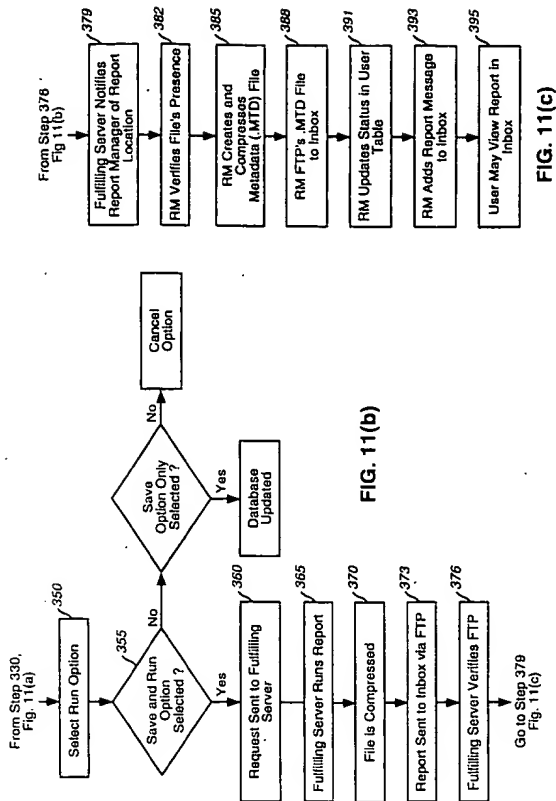 From Step 330,
Fig. 11(a)
350
Select Run Option
355
Save and Run
Option
Selected ?
No
Save
Option Only
Selected ?
No
Cancel
Option
Yes
Database
Updated
Yes
360
Request Sent to Fulfilling
Server
365
Fulfilling Server Runs Report
370
File Is Compressed
373
Report Sent to Inbox via FTP
376
Fulfilling Server Verifies FTP
Go to Step 379
Fig. 11(c)
FIG. 11(b)
From Step 378
Fig 11(b)
379
Fulfilling Server Notifies
Report Manager of Report
Location
382
RM Verifies File's Presence
385
RM Creates and
Compresses
Metadata (.MTD) File
388
RM FTP's .MTD File
to Inbox
391
RM Updates Status in User
Table
393
RM Adds Report Message
to Inbox
395
User May View Report in
Inbox
FIG. 11(c)